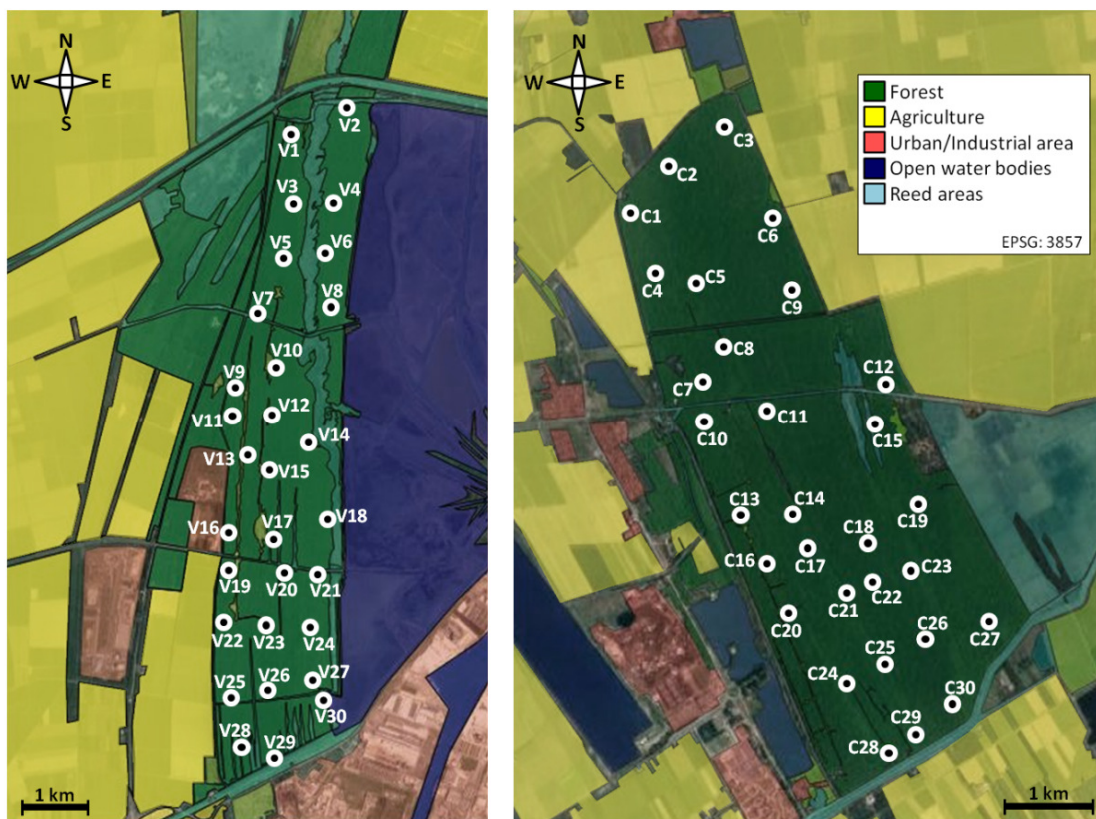 N
W E
S
V2
V1
V3 V4
V5 V6
V7 V8
V10
V9
V11 V12
V14
V13
V15
V18
V16 V17
V19 V20 V21
V22 V23 V24
V27
V25 V26
V30
V28 V29
1 km
N
W E
S
Forest
Agriculture
Urban/Industrial area
Open water bodies
Reed areas
EPSG: 3857
C3
C2
C1 C6
C4 C5 C9
C8
C7 C12
C10 C11
C15
C13 C14 C19
C18
C16 C17
C23
C21 C22
C20
C26 C27
C25
C24
C30
C29
C28
1 km